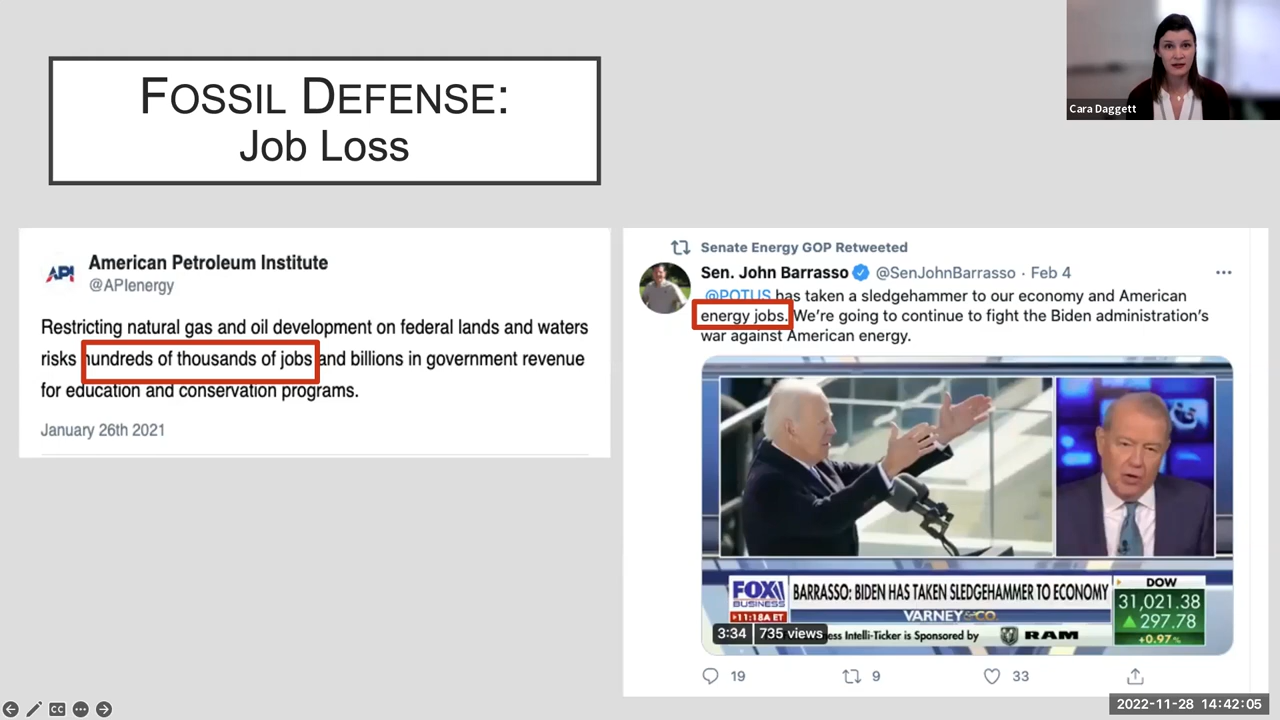 FOSSIL DEFENSE:
Job Loss
Cara Daggett
American Petroleum Institute
API
@APIenergy
Restricting natural gas and oil development on federal lands and waters
risks hundreds of thousands of jobs and billions in government revenue
for education and conservation programs.
January 26th 2021
Senate Energy GOP Retweeted
Sen. John Barrasso @SenJohnBarrasso · Feb 4
@POTUS has taken a sledgehammer to our economy and American
energy jobs. We're going to continue to fight the Biden administration's
war against American energy.
FOX
BUSINESS
11:18A ET
BARRASSO: BIDEN HAS TAKEN SLEDGEHAMMER TO ECONOMY
VARNEY & CO.
DOW
31,021.38
297.78
+0.97%
3:34 735 views
ess Intelli-Ticker is Sponsored by RAM
19 9 33
CC
2022-11-28 14:42:05